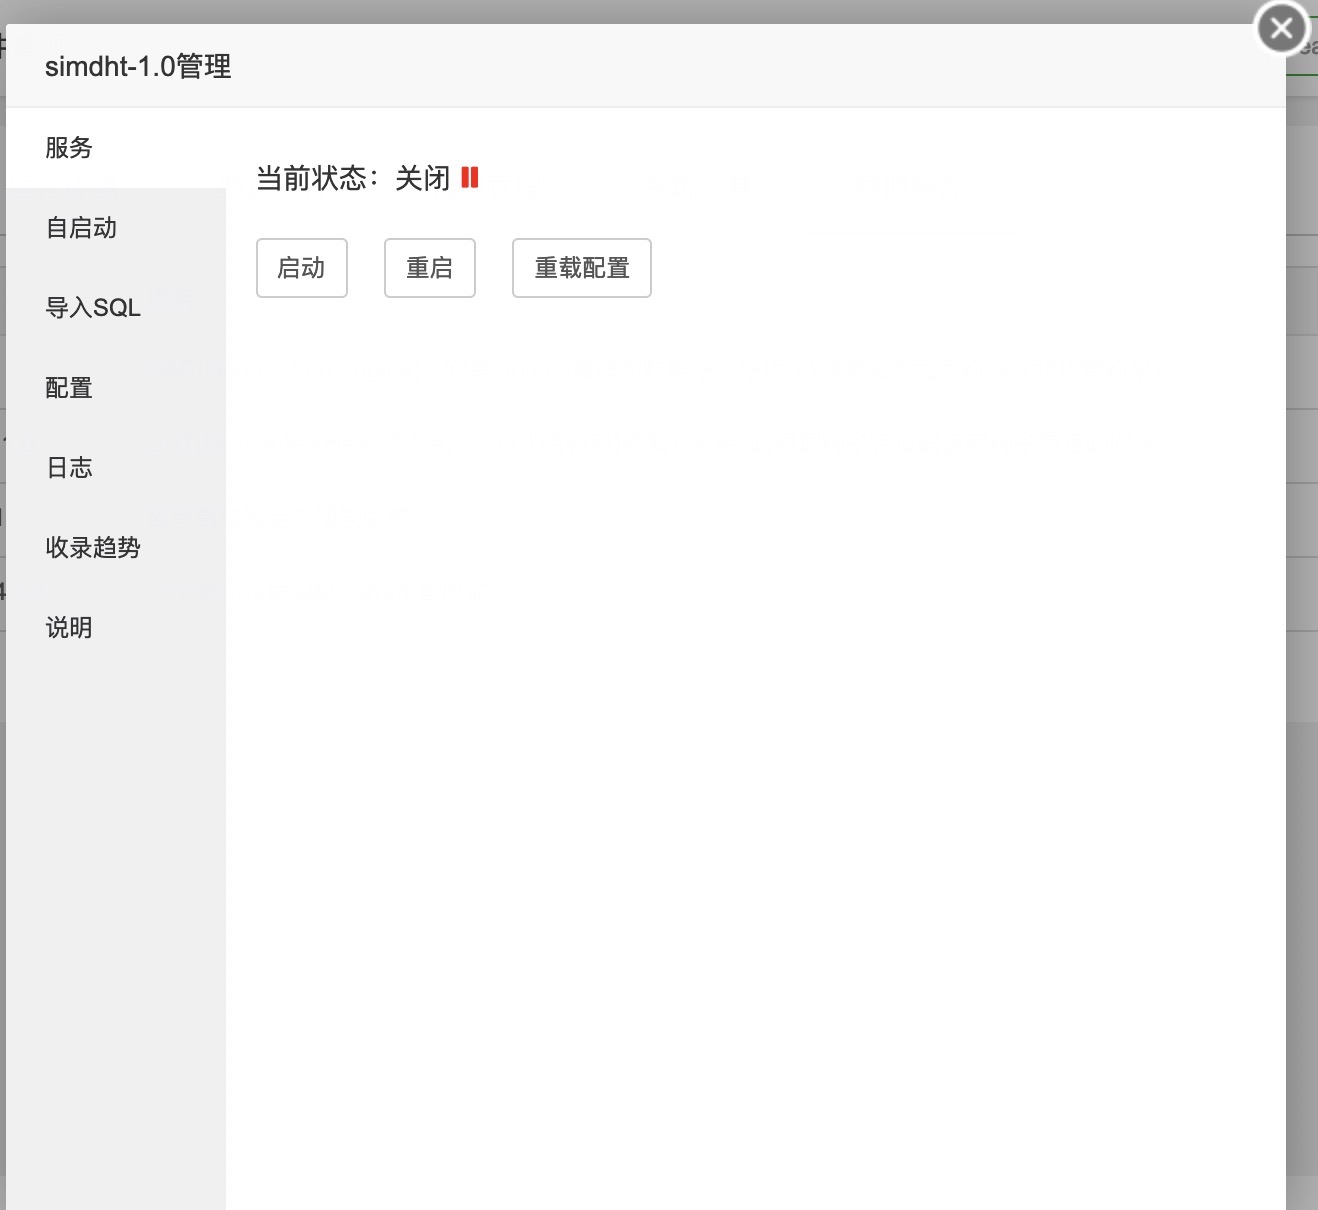 simdht-1.0管理
服务
自启动
导入SQL
配置
日志
收录趋势
说明
当前状态：关闭
启动 重启 重载配置